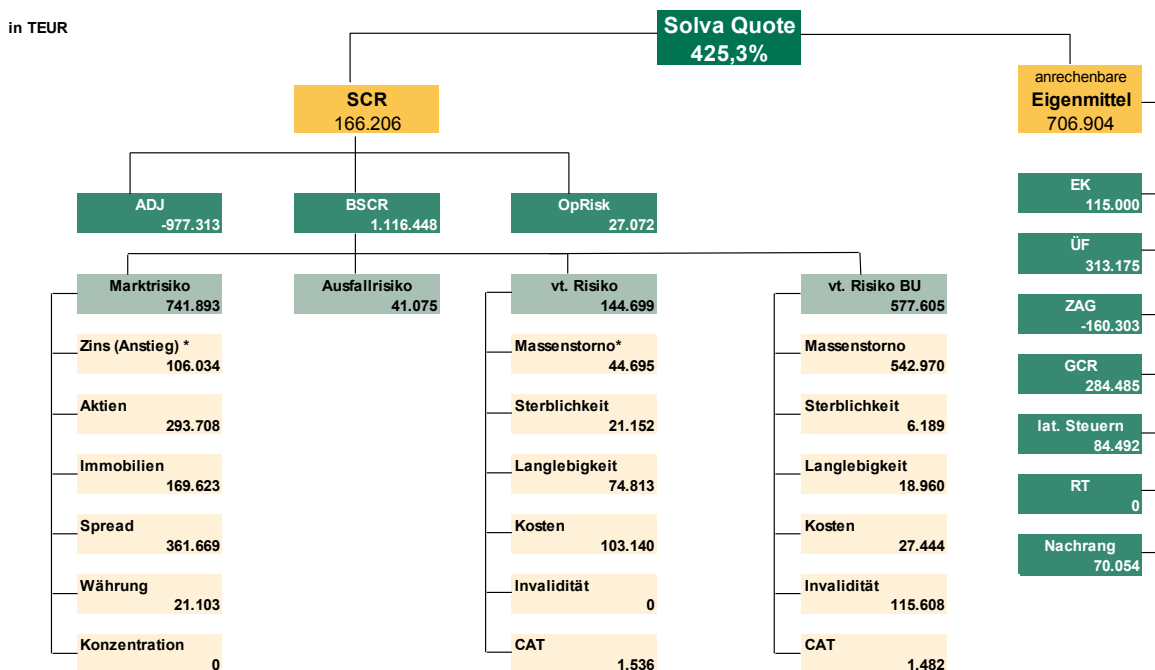 in TEUR
Solva Quote
425,3%
SCR
166.206
anrechenbare
Eigenmittel
706.904
ADJ
-977.313
BSCR
1.116.448
OpRisk
27.072
EK
115.000
ÜF
313.175
ZAG
-160.303
GCR
284.485
lat. Steuern
84.492
RT
0
Nachrang
70.054
Marktrisiko
741.893
Ausfallrisiko
41.075
vt. Risiko
144.699
vt. Risiko BU
577.605
Zins (Anstieg) *
106.034
Aktien
293.708
Immobilien
169.623
Spread
361.669
Währung
21.103
Konzentration
0
Massenstorno*
44.695
Sterblichkeit
21.152
Langlebigkeit
74.813
Kosten
103.140
Invalidität
0
CAT
1.536
Massenstorno
542.970
Sterblichkeit
6.189
Langlebigkeit
18.960
Kosten
27.444
Invalidität
115.608
CAT
1.482